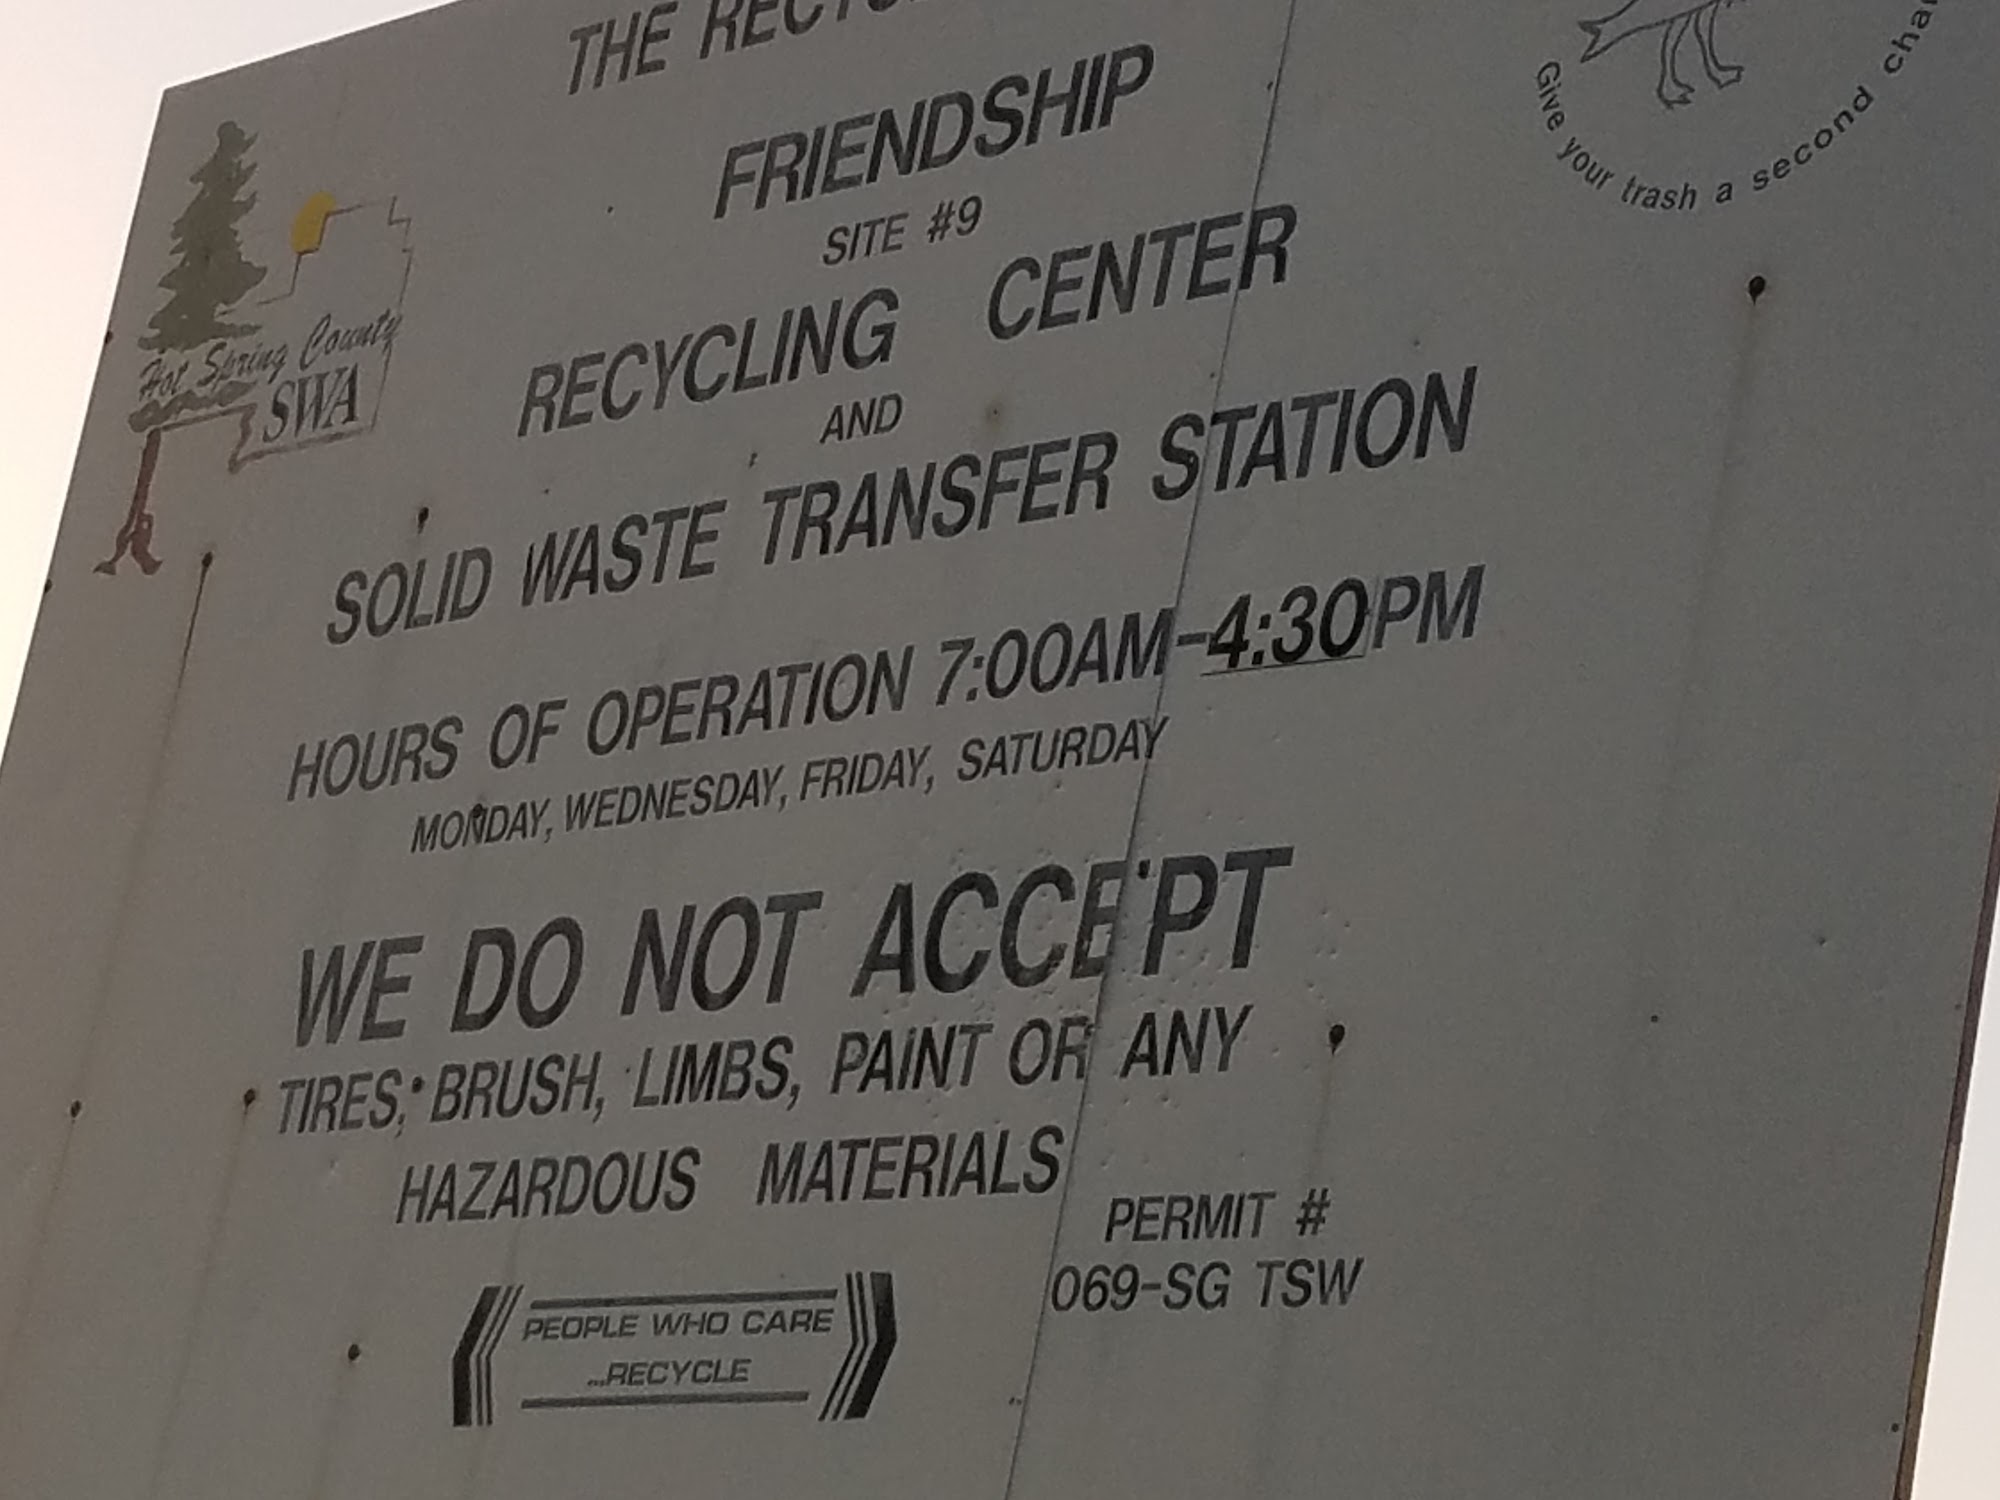 THE
FRIENDSHIP
SITE #9
RECYCLING CENTER
AND
SOLID WASTE TRANSFER STATION
HOURS OF OPERATION 7:00AM-4:30PM
MONDAY, WEDNESDAY, FRIDAY, SATURDAY
WE DO NOT ACCEPT
TIRES, BRUSH, LIMBS, PAINT OR ANY
HAZARDOUS MATERIALS
PERMIT #
069-SG TSW
PEOPLE WHO CARE
...RECYCLE
Hot Spring County
SWA
Give your trash a second